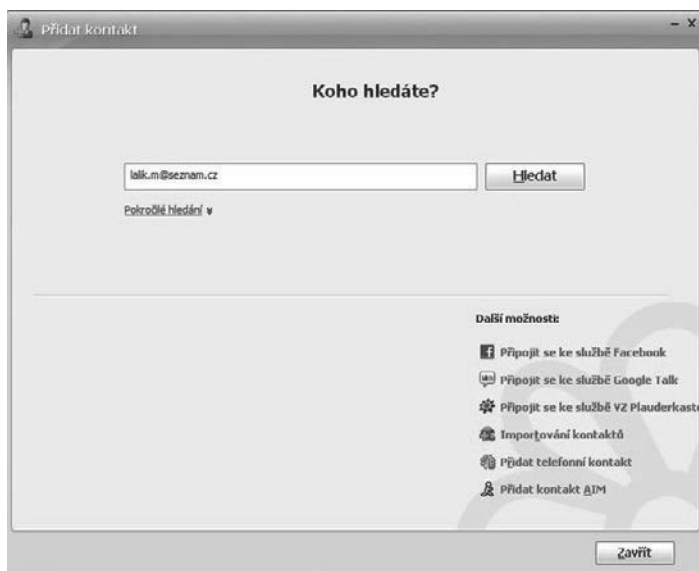 Přidat kontakt
Koho hledáte?
lalik.m@seznam.cz
Hledat
Pokročilé hledání
Další možnosti:
Připojit se ke službě Facebook
Připojit se ke službě Google Talk
Připojit se ke službě VZ Plauderkaste
Importování kontaktů
Přidat telefonní kontakt
Přidat kontakt AIM
Zavřít